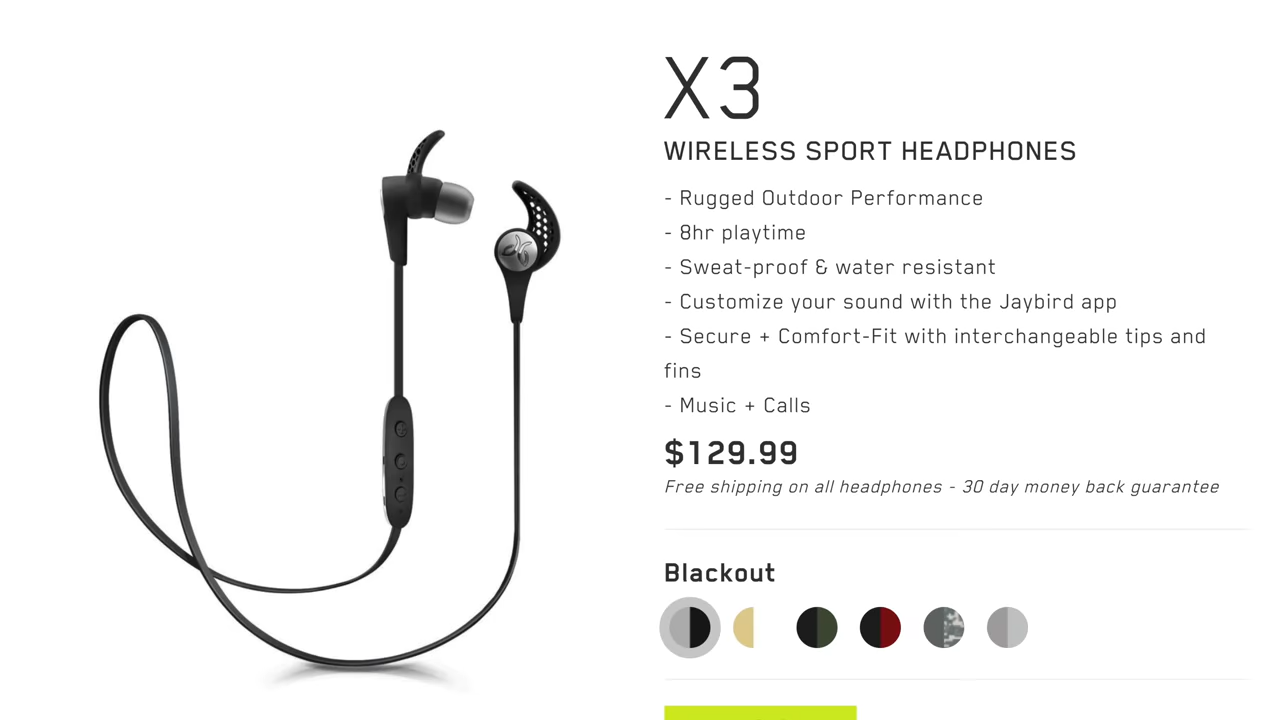 X3
WIRELESS SPORT HEADPHONES
- Rugged Outdoor Performance
- 8hr playtime
- Sweat-proof & water resistant
- Customize your sound with the Jaybird app
- Secure + Comfort-Fit with interchangeable tips and
fins
- Music + Calls
$129.99
Free shipping on all headphones - 30 day money back guarantee
Blackout